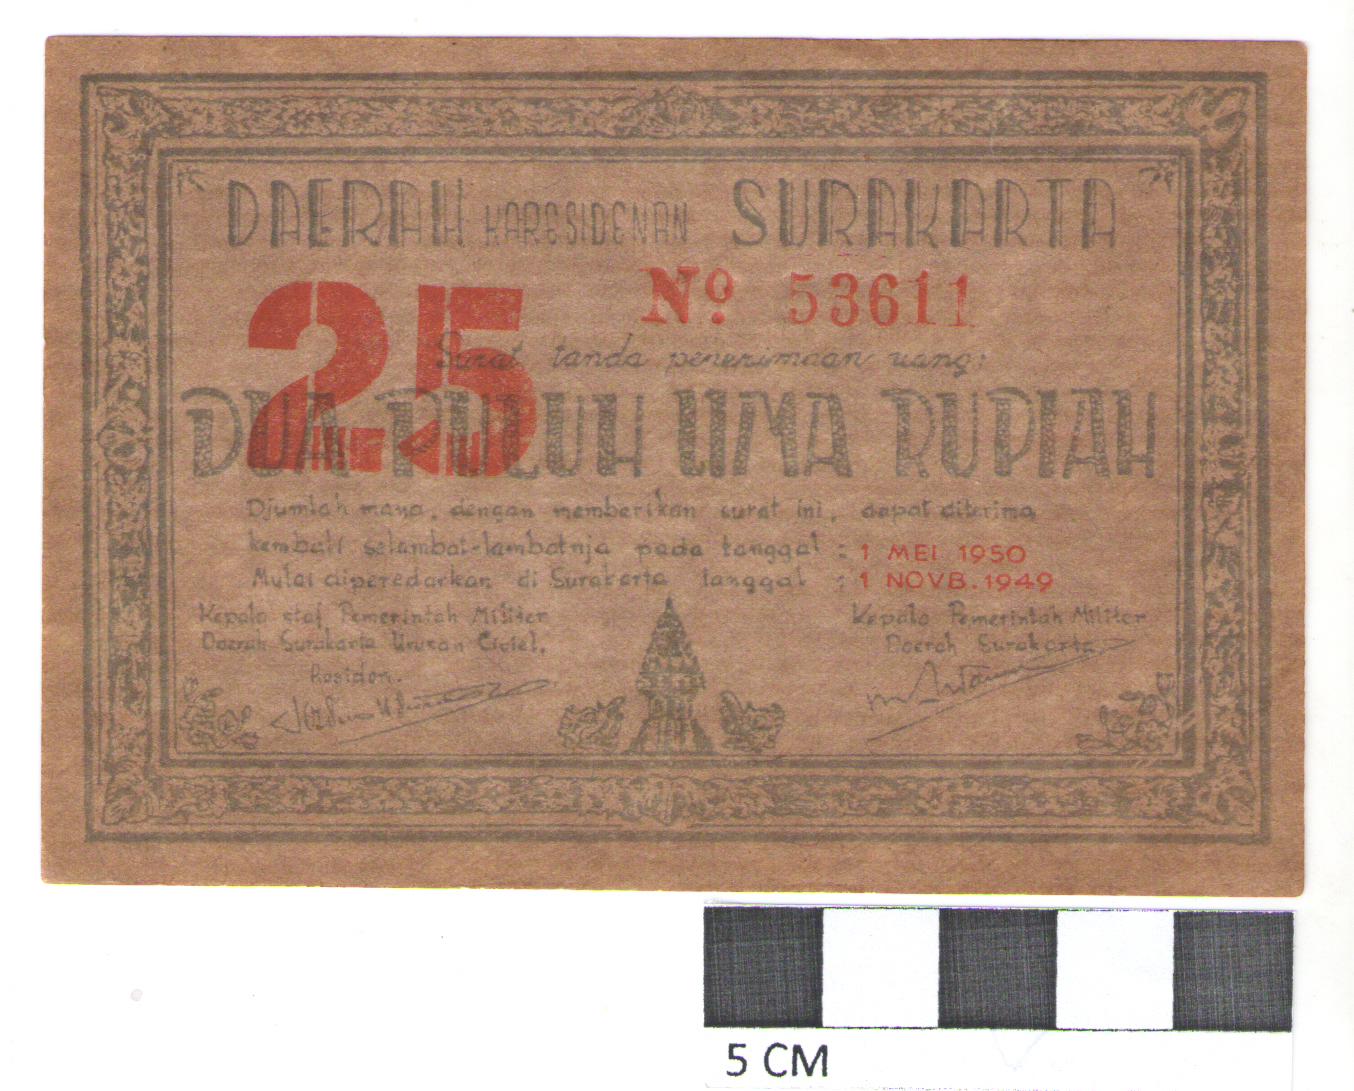 DAERAH KARESIDENAN SURAKARTA
25 Nº 53611
Surat tanda penerimaan uang:
DUA PULUH LIMA RUPIAH
Djumlah mana, dengan memberikan surat ini, dapat diterima
kembali selambat-lambatnja pada tanggal : 1 MEI 1950
Mulai diperedarkan di Surakarta tanggal : 1 NOVB. 1949
Kepala staf Pemerintah Militer
Daerah Surakarta Urusan Civiel,
Residen.
Kepala Pemerintah Militer
Daerah Surakarta,
5 CM